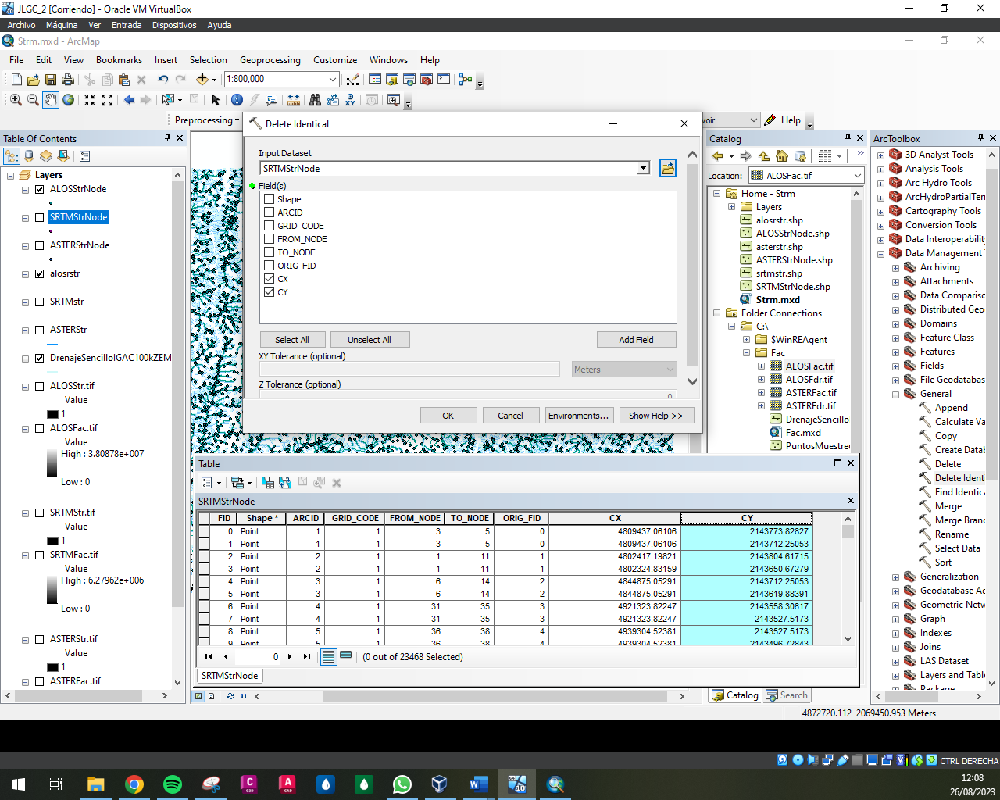 JLGC_2 [Corriendo] - Oracle VM VirtualBox
Archivo Máquina Ver Entrada Dispositivos Ayuda
Strm.mxd - ArcMap
File Edit View Bookmarks Insert Selection Geoprocessing Customize Windows Help
1:800,000
Preprocessing
voir
Help
Table Of Contents
Layers
ALOSStrNode
SRTMStrNode
ASTERStrNode
alosrstr
SRTMstr
ASTERStr
DrenajeSencilloIGAC100kZEM
ALOSStr.tif
Value
1
ALOSFac.tif
Value
High : 3.80878e+007
Low : 0
SRTMStr.tif
Value
1
SRTMFac.tif
Value
High : 6.27962e+006
Low : 0
ASTERStr.tif
Value
1
ASTERFac.tif
Delete Identical
Input Dataset
SRTMStrNode
Field(s)
Shape
ARCID
GRID_CODE
FROM_NODE
TO_NODE
ORIG_FID
CX
CY
Select All Unselect All Add Field
XY Tolerance (optional)
Meters
Z Tolerance (optional)
0
OK Cancel Environments... Show Help >>
Table
SRTMStrNode
FID Shape * ARCID GRID_CODE FROM_NODE TO_NODE ORIG_FID CX CY
0 Point 1 1 3 5 0 4809437.06106 2143773.82827
1 Point 1 1 3 5 0 4809437.06106 2143712.25053
2 Point 2 1 1 11 1 4802417.19821 2143804.61715
3 Point 2 1 1 11 1 4802324.83159 2143650.67279
4 Point 3 1 6 14 2 4844875.05291 2143712.25053
5 Point 3 1 6 14 2 4844875.05291 2143619.88391
6 Point 4 1 31 35 3 4921323.82247 2143558.30617
7 Point 4 1 31 35 3 4921323.82247 2143527.5173
8 Point 5 1 36 38 4 4939304.52381 2143527.5173
9 Point 5 1 36 38 4 4939304.52381 2143496.72843
0 (0 out of 23468 Selected)
SRTMStrNode
Catalog
Location: ALOSFac.tif
Home - Strm
Layers
alosrstr.shp
ALOSStrNode.shp
asterstr.shp
ASTERStrNode.shp
srtmstr.shp
SRTMStrNode.shp
Strm.mxd
Folder Connections
C:\
$WinREAgent
Fac
ALOSFac.tif
ALOSFdr.tif
ASTERFac.tif
ASTERFdr.tif
DrenajeSencillo
Fac.mxd
PuntosMuestre
Catalog Search
ArcToolbox
3D Analyst Tools
Analysis Tools
Arc Hydro Tools
ArcHydroPartialTer
Cartography Tools
Conversion Tools
Data Interoperability
Data Management
Archiving
Attachments
Data Comparisc
Distributed Geo
Domains
Feature Class
Features
Fields
File Geodatabas
General
Append
Calculate Va
Copy
Create Datab
Delete
Delete Ident
Find Identica
Merge
Merge Branc
Rename
Select Data
Sort
Generalization
Geodatabase Ac
Geometric Netw
Graph
Indexes
Joins
LAS Dataset
Layers and Table
Package
4872720.112 2069450.953 Meters
CTRL DERECHA
12:08
26/08/2023